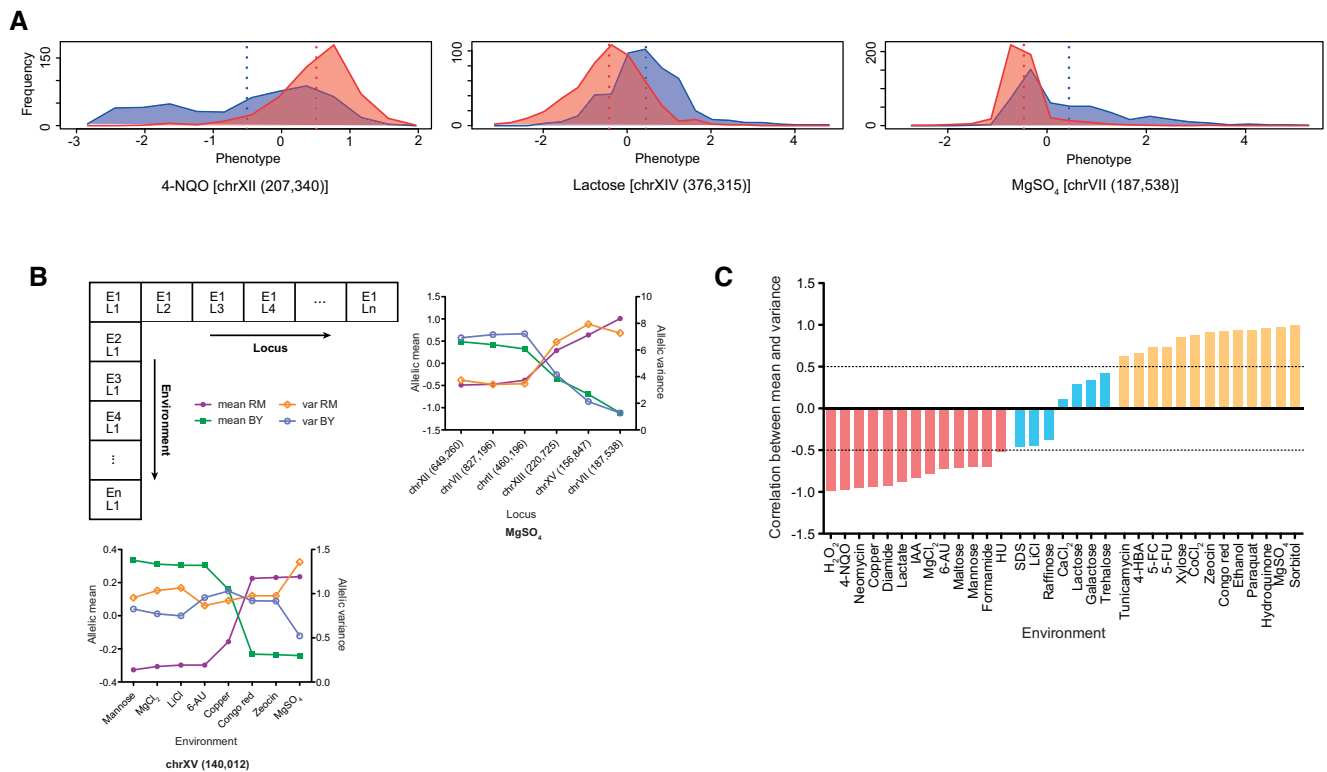 A
Frequency
150
0
-3
-2
-1
0
1
2
Phenotype
4-NQO [chrXII (207,340)]
100
0
-2
0
2
4
Phenotype
Lactose [chrXIV (376,315)]
200
0
-2
0
2
4
Phenotype
MgSO₄ [chrVII (187,538)]
B
E1 L1
E1 L2
E1 L3
E1 L4
...
E1 Ln
Locus
E2 L1
E3 L1
E4 L1
...
En L1
Environment
mean RM
var RM
mean BY
var BY
Allelic mean
1.5
1.0
0.5
0.0
-0.5
-1.0
-1.5
Allelic variance
10
8
6
4
2
0
chrXII (649,260)
chrVII (827,196)
chrII (460,196)
chrXII (220,725)
chrXV (156,847)
chrVII (187,538)
Locus
MgSO₄
Allelic mean
0.4
0.2
0.0
-0.2
-0.4
Allelic variance
1.5
1.0
0.5
0.0
Mannose
MgCl₂
LiCl
6-AU
Copper
Congo red
Zeocin
MgSO₄
Environment
chrXV (140,012)
C
Correlation between mean and variance
1.5
1.0
0.5
0.0
-0.5
-1.0
-1.5
H₂O₂
4-NQO
Neomycin
Copper
Diamide
Lactate
IAA
MgCl₂
6-AU
Maltose
Mannose
Formamide
HU
SDS
LiCl
Raffinose
CaCl₂
Lactose
Galactose
Trehalose
Tunicamycin
4-HBA
5-FC
5-FU
Xylose
CoCl₂
Zeocin
Congo red
Ethanol
Paraquat
Hydroquinone
MgSO₄
Sorbitol
Environment